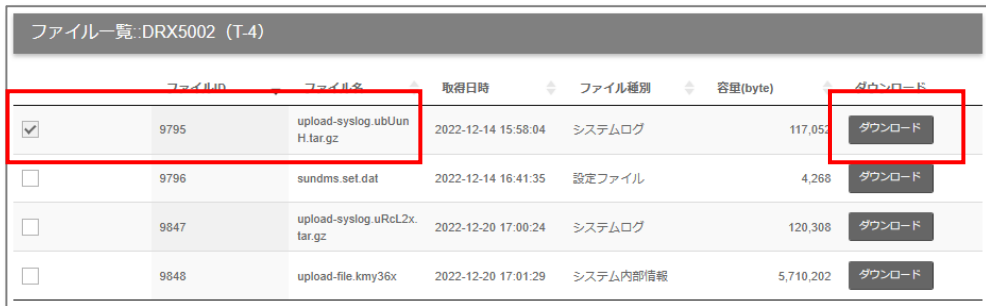 ファイル一覧::DRX5002（T-4）
ファイルID ファイル名 取得日時 ファイル種別 容量(byte) ダウンロード
9795 upload-syslog.ubUunH.tar.gz 2022-12-14 15:58:04 システムログ 117,052 ダウンロード
9796 sundms.set.dat 2022-12-14 16:41:35 設定ファイル 4,268 ダウンロード
9847 upload-syslog.uRcL2x.tar.gz 2022-12-20 17:00:24 システムログ 120,308 ダウンロード
9848 upload-file.kmy36x 2022-12-20 17:01:29 システム内部情報 5,710,202 ダウンロード